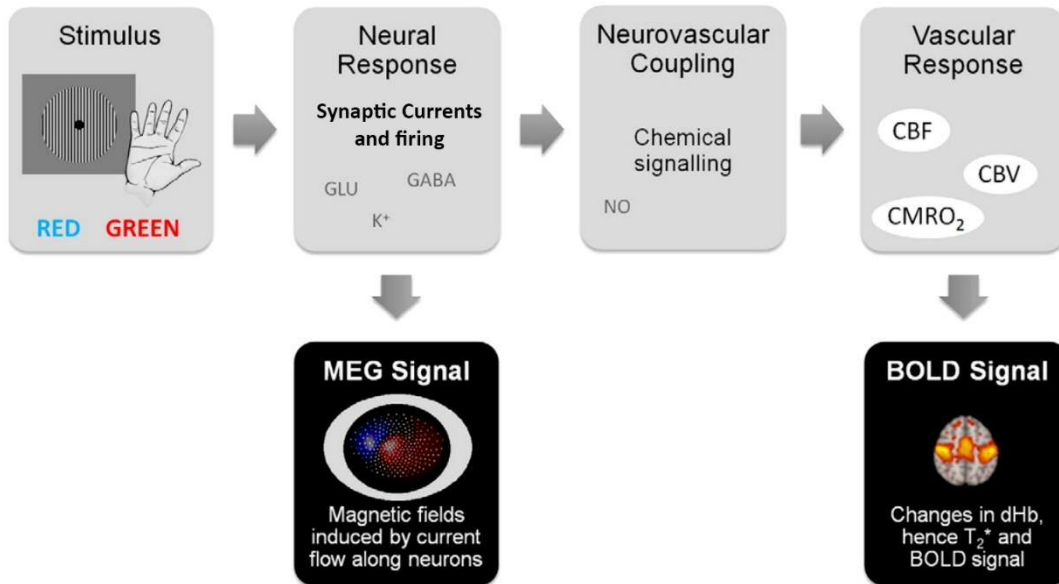 Stimulus
RED GREEN
Neural
Response
Synaptic Currents
and firing
GLU
GABA
K⁺
Neurovascular
Coupling
Chemical
signalling
NO
Vascular
Response
CBF
CBV
CMRO₂
MEG Signal
Magnetic fields
induced by current
flow along neurons
BOLD Signal
Changes in dHb,
hence T₂* and
BOLD signal